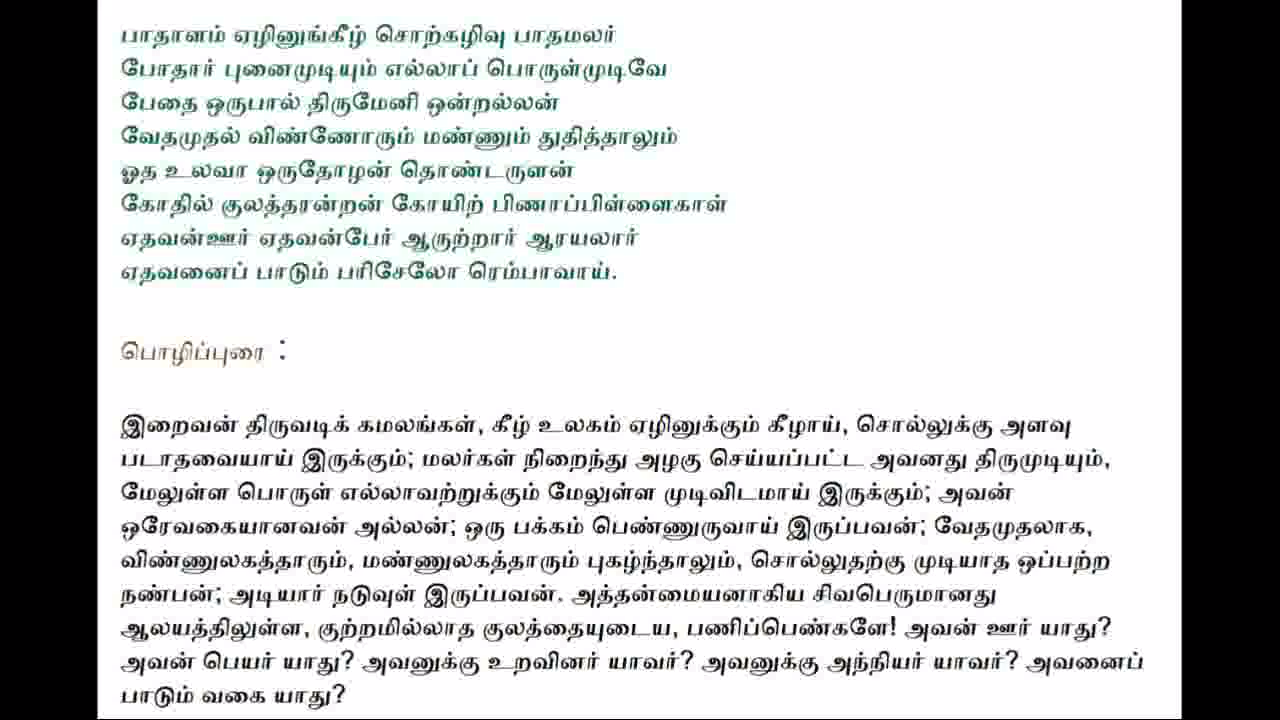 பாதாளம் ஏழினுங்கீழ் சொற்கழிவு பாதமலர்
போதார் புனைமுடியும் எல்லாப் பொருள்முடிவே
பேதை ஒருபால் திருமேனி ஒன்றல்லன்
வேதமுதல் விண்ணோரும் மண்ணும் துதித்தாலும்
ஓத உலவா ஒருதோழன் தொண்டருளன்
கோதில் குலத்தரன்றன் கோயிற் பிணாப்பிள்ளைகாள்
ஏதவன்ஊர் ஏதவன்பேர் ஆருற்றார் ஆரயலார்
ஏதவனைப் பாடும் பரிசேலோ ரெம்பாவாய்.
பொழிப்புரை :
இறைவன் திருவடிக் கமலங்கள், கீழ் உலகம் ஏழினுக்கும் கீழாய், சொல்லுக்கு அளவு
படாதவையாய் இருக்கும்; மலர்கள் நிறைந்து அழகு செய்யப்பட்ட அவனது திருமுடியும்,
மேலுள்ள பொருள் எல்லாவற்றுக்கும் மேலுள்ள முடிவிடமாய் இருக்கும்; அவன்
ஒரேவகையானவன் அல்லன்; ஒரு பக்கம் பெண்ணுருவாய் இருப்பவன்; வேதமுதலாக,
விண்ணுலகத்தாரும், மண்ணுலகத்தாரும் புகழ்ந்தாலும், சொல்லுதற்கு முடியாத ஒப்பற்ற
நண்பன்; அடியார் நடுவுள் இருப்பவன். அத்தன்மையனாகிய சிவபெருமானது
ஆலயத்திலுள்ள, குற்றமில்லாத குலத்தையுடைய, பணிப்பெண்களே! அவன் ஊர் யாது?
அவன் பெயர் யாது? அவனுக்கு உறவினர் யாவர்? அவனுக்கு அந்நியர் யாவர்? அவனைப்
பாடும் வகை யாது?